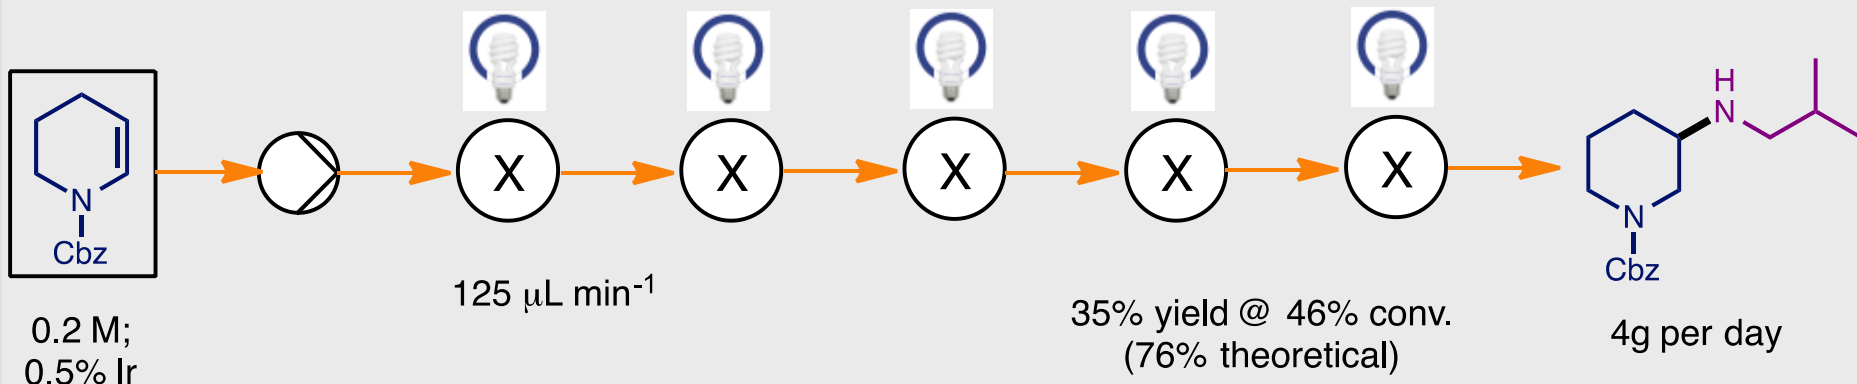 N
Cbz
0.2 M;
0.5% Ir
X
X
X
X
X
125 μL min-1
35% yield @ 46% conv.
(76% theoretical)
H
N
N
Cbz
4g per day